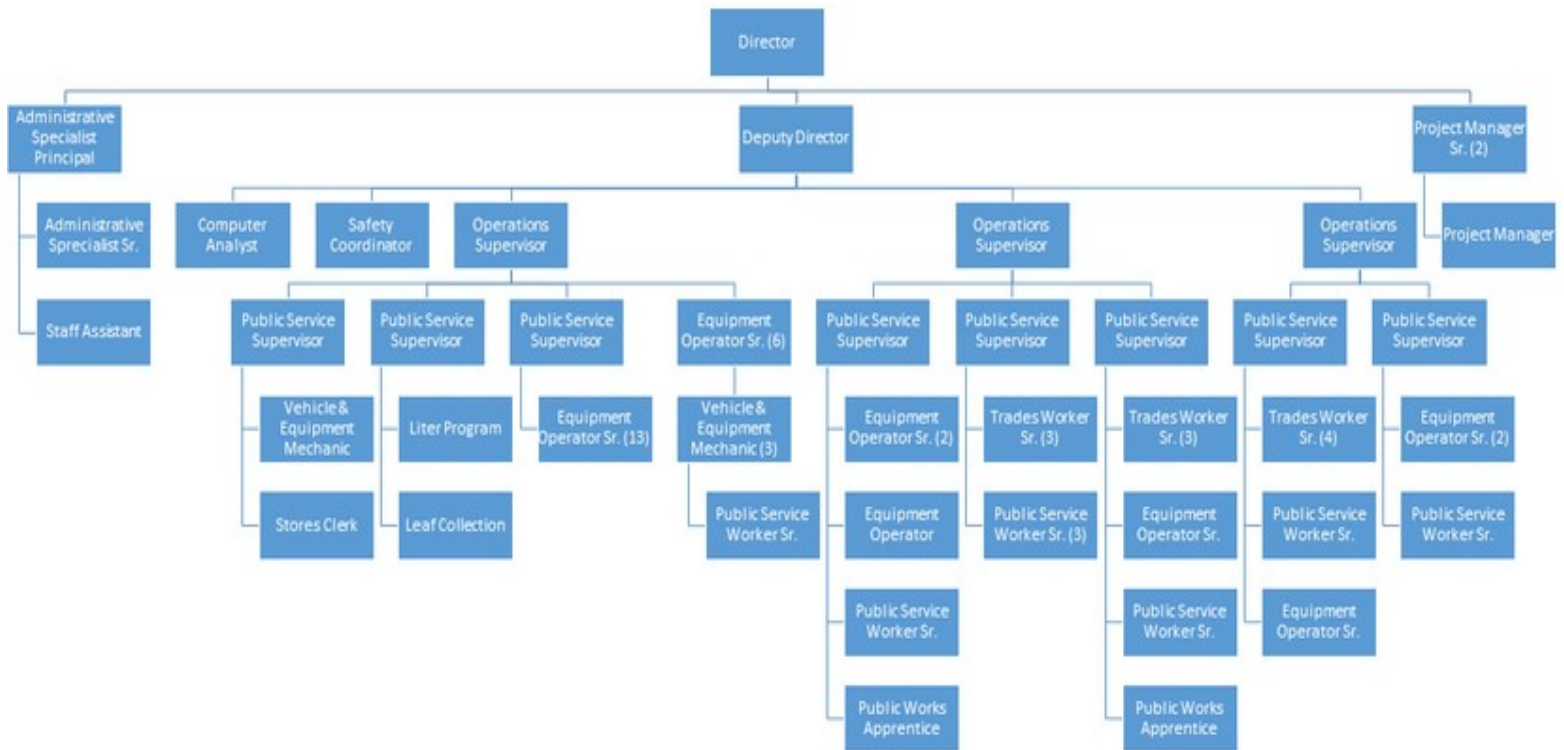 Director
Administrative
Specialist
Principal
Deputy Director
Project Manager
Sr. (2)
Administrative
Sprecialist Sr.
Computer
Analyst
Safety
Coordinator
Operations
Supervisor
Operations
Supervisor
Operations
Supervisor
Project Manager
Staff Assistant
Public Service
Supervisor
Public Service
Supervisor
Public Service
Supervisor
Equipment
Operator Sr. (6)
Public Service
Supervisor
Public Service
Supervisor
Public Service
Supervisor
Public Service
Supervisor
Public Service
Supervisor
Vehicle &
Equipment
Mechanic
Liter Program
Equipment
Operator Sr. (13)
Vehicle &
Equipment
Mechanic (3)
Equipment
Operator Sr. (2)
Trades Worker
Sr. (3)
Trades Worker
Sr. (3)
Trades Worker
Sr. (4)
Equipment
Operator Sr. (2)
Stores Clerk
Leaf Collection
Public Service
Worker Sr.
Equipment
Operator
Public Service
Worker Sr. (3)
Equipment
Operator Sr.
Public Service
Worker Sr.
Public Service
Worker Sr.
Public Service
Worker Sr.
Public Service
Worker Sr.
Equipment
Operator Sr.
Public Works
Apprentice
Public Works
Apprentice